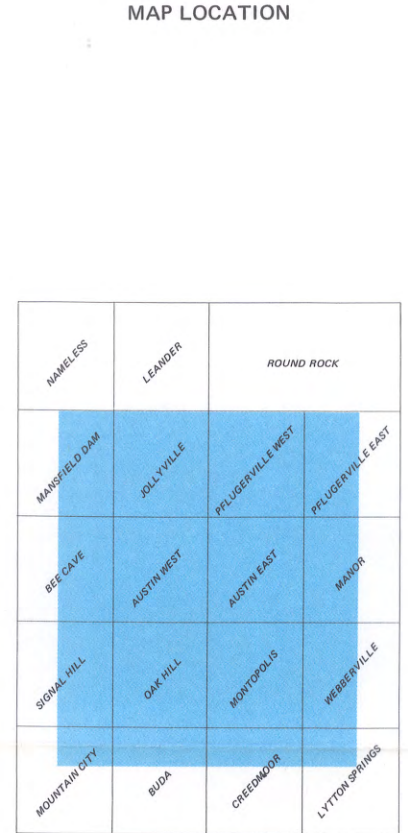 MAP LOCATION
NAMELESS
LEANDER
ROUND ROCK
MANSFIELD DAM
JOLLYVILLE
PFLUGERVILLE WEST
PFLUGERVILLE EAST
BEE CAVE
AUSTIN WEST
AUSTIN EAST
MANOR
SIGNAL HILL
OAK HILL
MONTOPOLIS
WEBBERVILLE
MOUNTAIN CITY
BUDA
CREEDMOOR
LYTTON SPRINGS